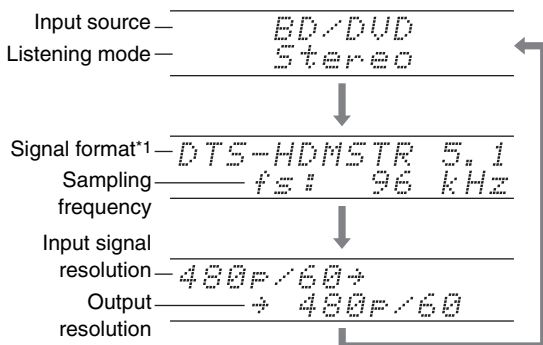 Input source
BD/DVD
Listening mode
Stereo
Signal format*1
DTS-HDMSTR 5.1
Sampling
frequency
fs: 96 kHz
Input signal
resolution
480p/60→
Output
resolution
→ 480p/60